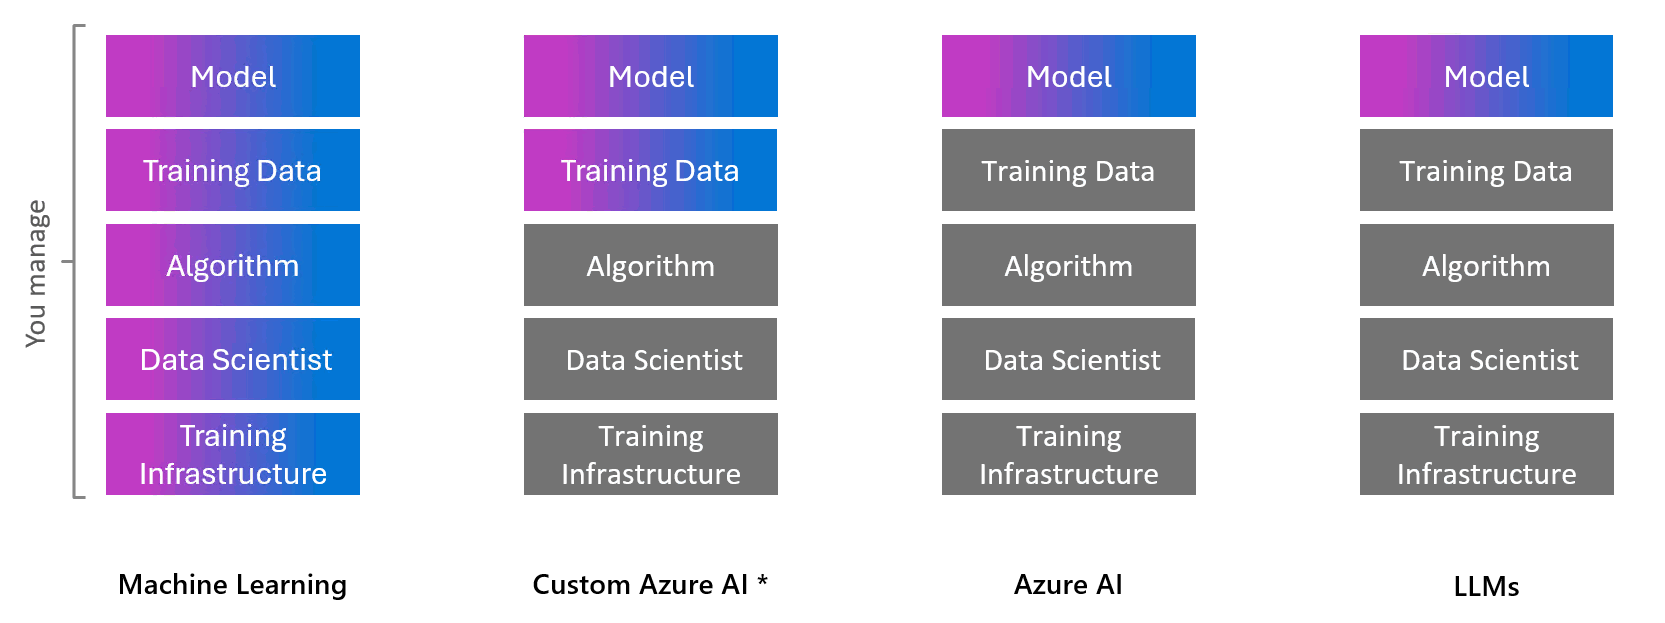 You manage
Model
Training Data
Algorithm
Data Scientist
Training
Infrastructure
Machine Learning
Model
Training Data
Algorithm
Data Scientist
Training
Infrastructure
Custom Azure AI *
Model
Training Data
Algorithm
Data Scientist
Training
Infrastructure
Azure AI
Model
Training Data
Algorithm
Data Scientist
Training
Infrastructure
LLMs